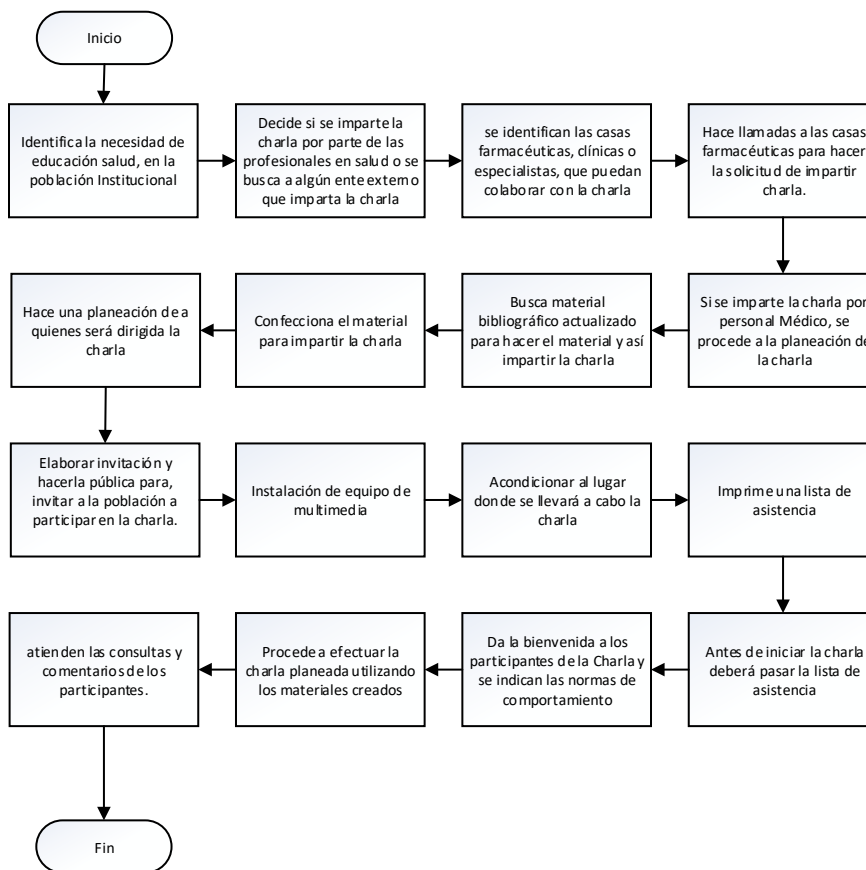 Inicio
Identifica la necesidad de
educación salud, en la
población Institucional
Decide si se imparte la
charla por parte de las
profesionales en salud o se
busca a algún ente externo
que imparta la charla
se identifican las casas
farmacéuticas, clínicas o
especialistas, que puedan
colaborar con la charla
Hace llamadas a las casas
farmacéuticas para hacer
la solicitud de impartir
charla.
Si se imparte la charla por
personal Médico, se
procede a la planeación de
la charla
Busca material
bibliográfico actualizado
para hacer el material y así
impartir la charla
Confecciona el material
para impartir la charla
Hace una planeación de a
quienes será dirigida la
charla
Elaborar invitación y
hacerla pública para,
invitar a la población a
participar en la charla.
Instalación de equipo de
multimedia
Acondicionar al lugar
donde se llevará a cabo la
charla
Imprime una lista de
asistencia
Antes de iniciar la charla
deberá pasar la lista de
asistencia
Da la bienvenida a los
participantes de la Charla y
se indican las normas de
comportamiento
Procede a efectuar la
charla planeada utilizando
los materiales creados
atienden las consultas y
comentarios de los
participantes.
Fin